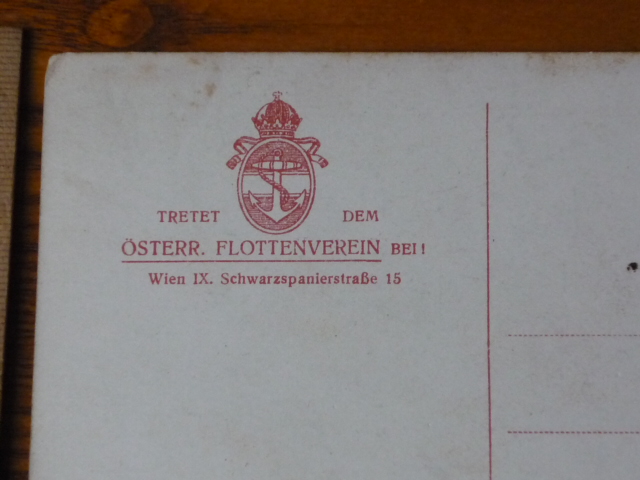 TRETET DEM
ÖSTERR. FLOTTENVEREIN BEI!
Wien IX. Schwarzspanierstraße 15